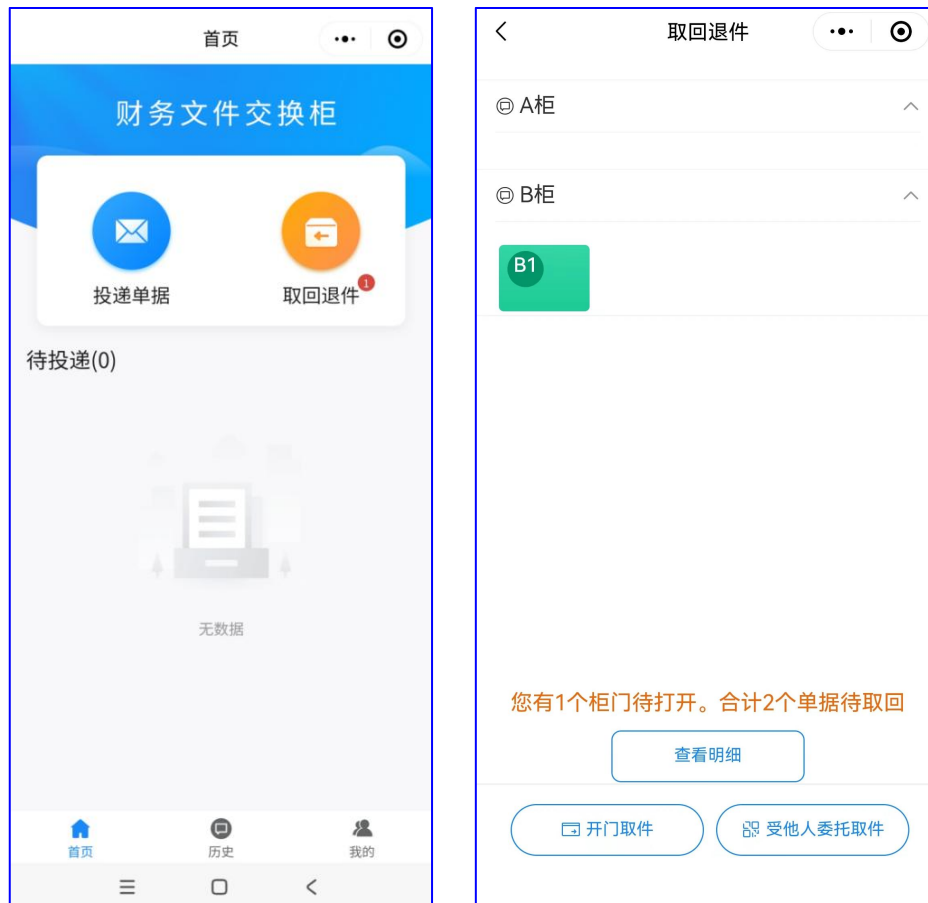 首页
财务文件交换柜
投递单据
取回退件
1
待投递(0)
无数据
首页
历史
我的
取回退件
A柜
B柜
B1
您有1个柜门待打开。合计2个单据待取回
查看明细
开门取件
受他人委托取件